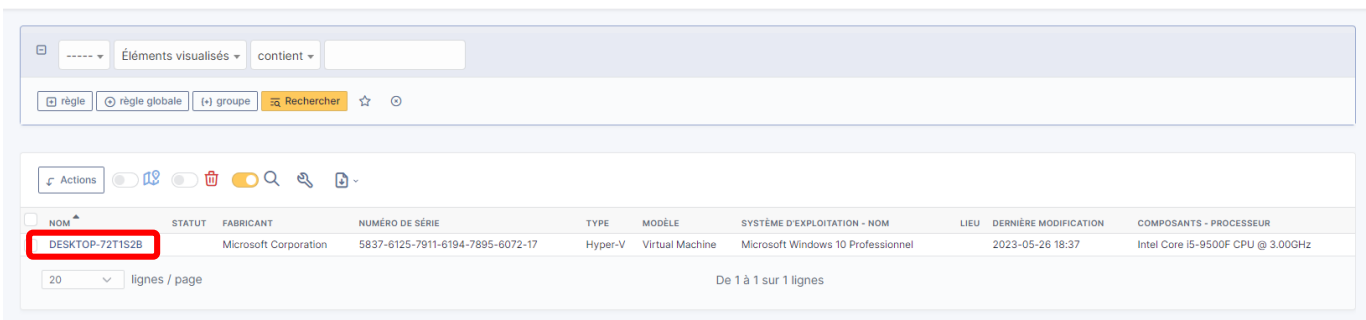 ----- Éléments visualisés contient
règle règle globale groupe Rechercher
Actions
NOM STATUT FABRICANT NUMÉRO DE SÉRIE TYPE MODÈLE SYSTÈME D'EXPLOITATION - NOM LIEU DERNIÈRE MODIFICATION COMPOSANTS - PROCESSEUR
DESKTOP-72T1S2B Microsoft Corporation 5837-6125-7911-6194-7895-6072-17 Hyper-V Virtual Machine Microsoft Windows 10 Professionnel 2023-05-26 18:37 Intel Core i5-9500F CPU @ 3.00GHz
20 lignes / page De 1 à 1 sur 1 lignes